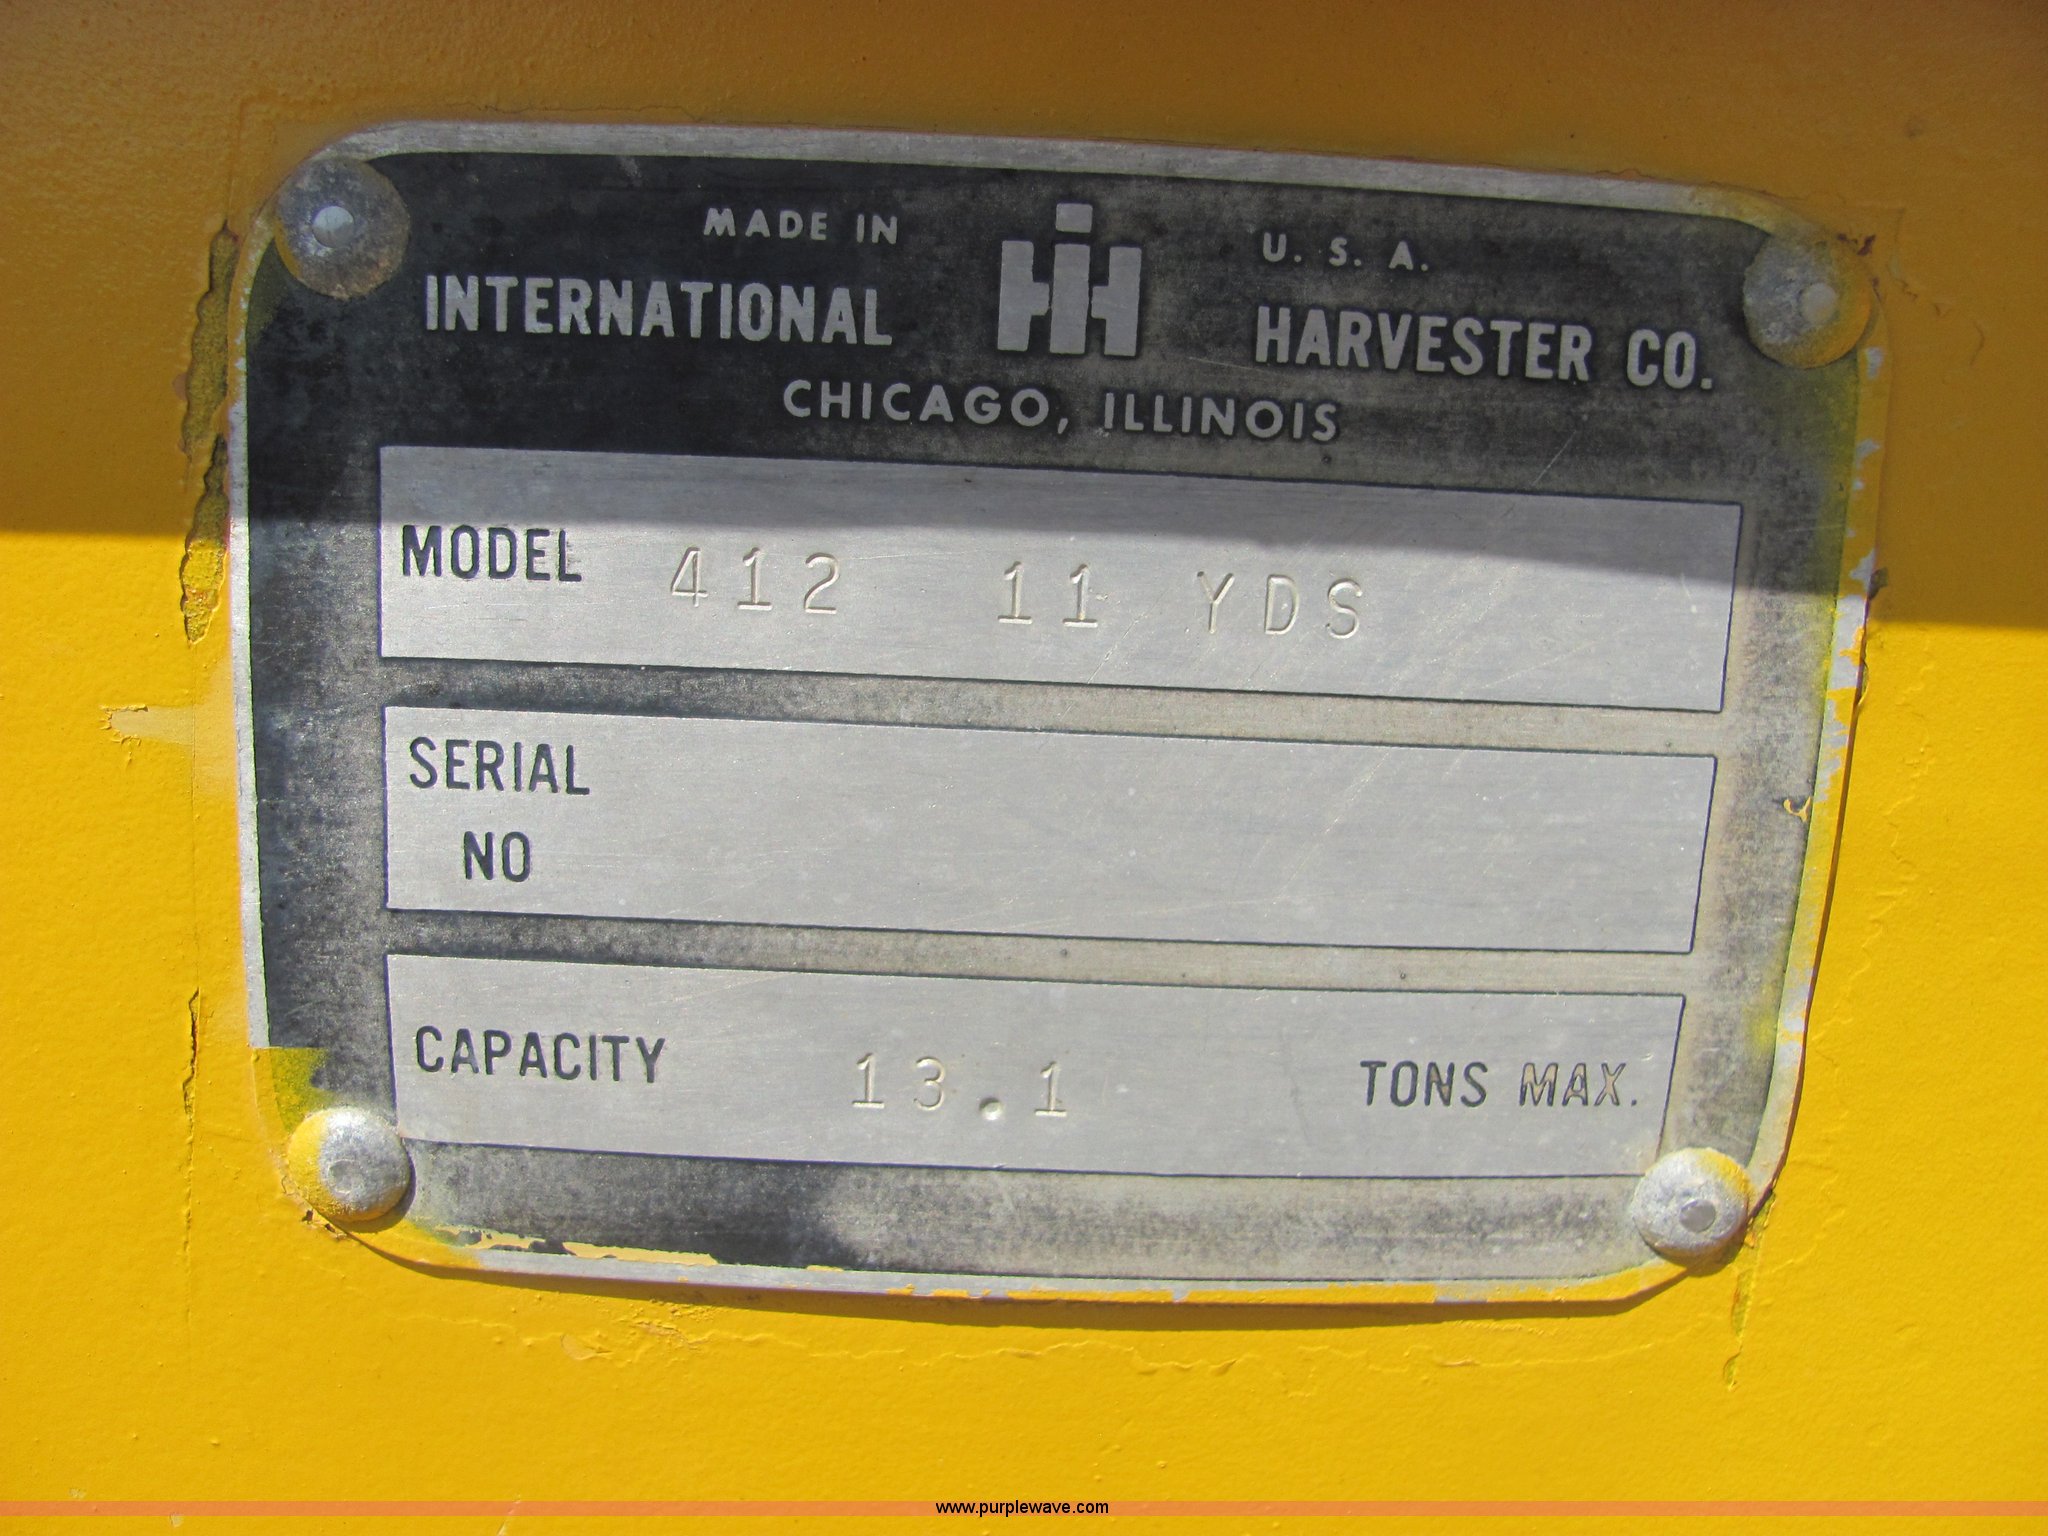 MADE IN IH U. S. A.
INTERNATIONAL HARVESTER CO.
CHICAGO, ILLINOIS
MODEL 412 11 YDS
SERIAL
NO
CAPACITY 13.1 TONS MAX.
www.purplewave.com